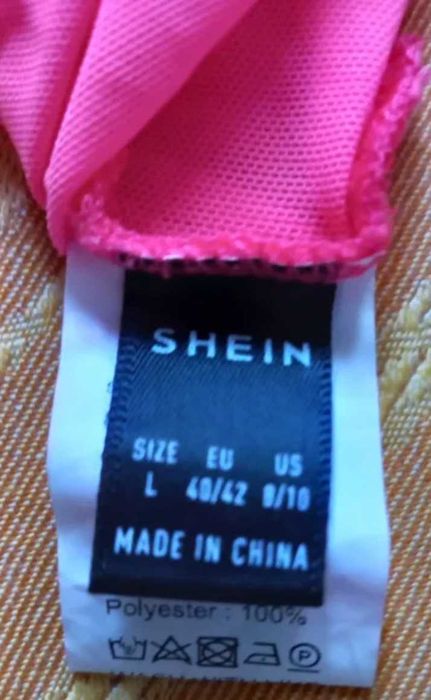 SHEIN
SIZE EU US
L 40/42 8/10
MADE IN CHINA
Polyester : 100%